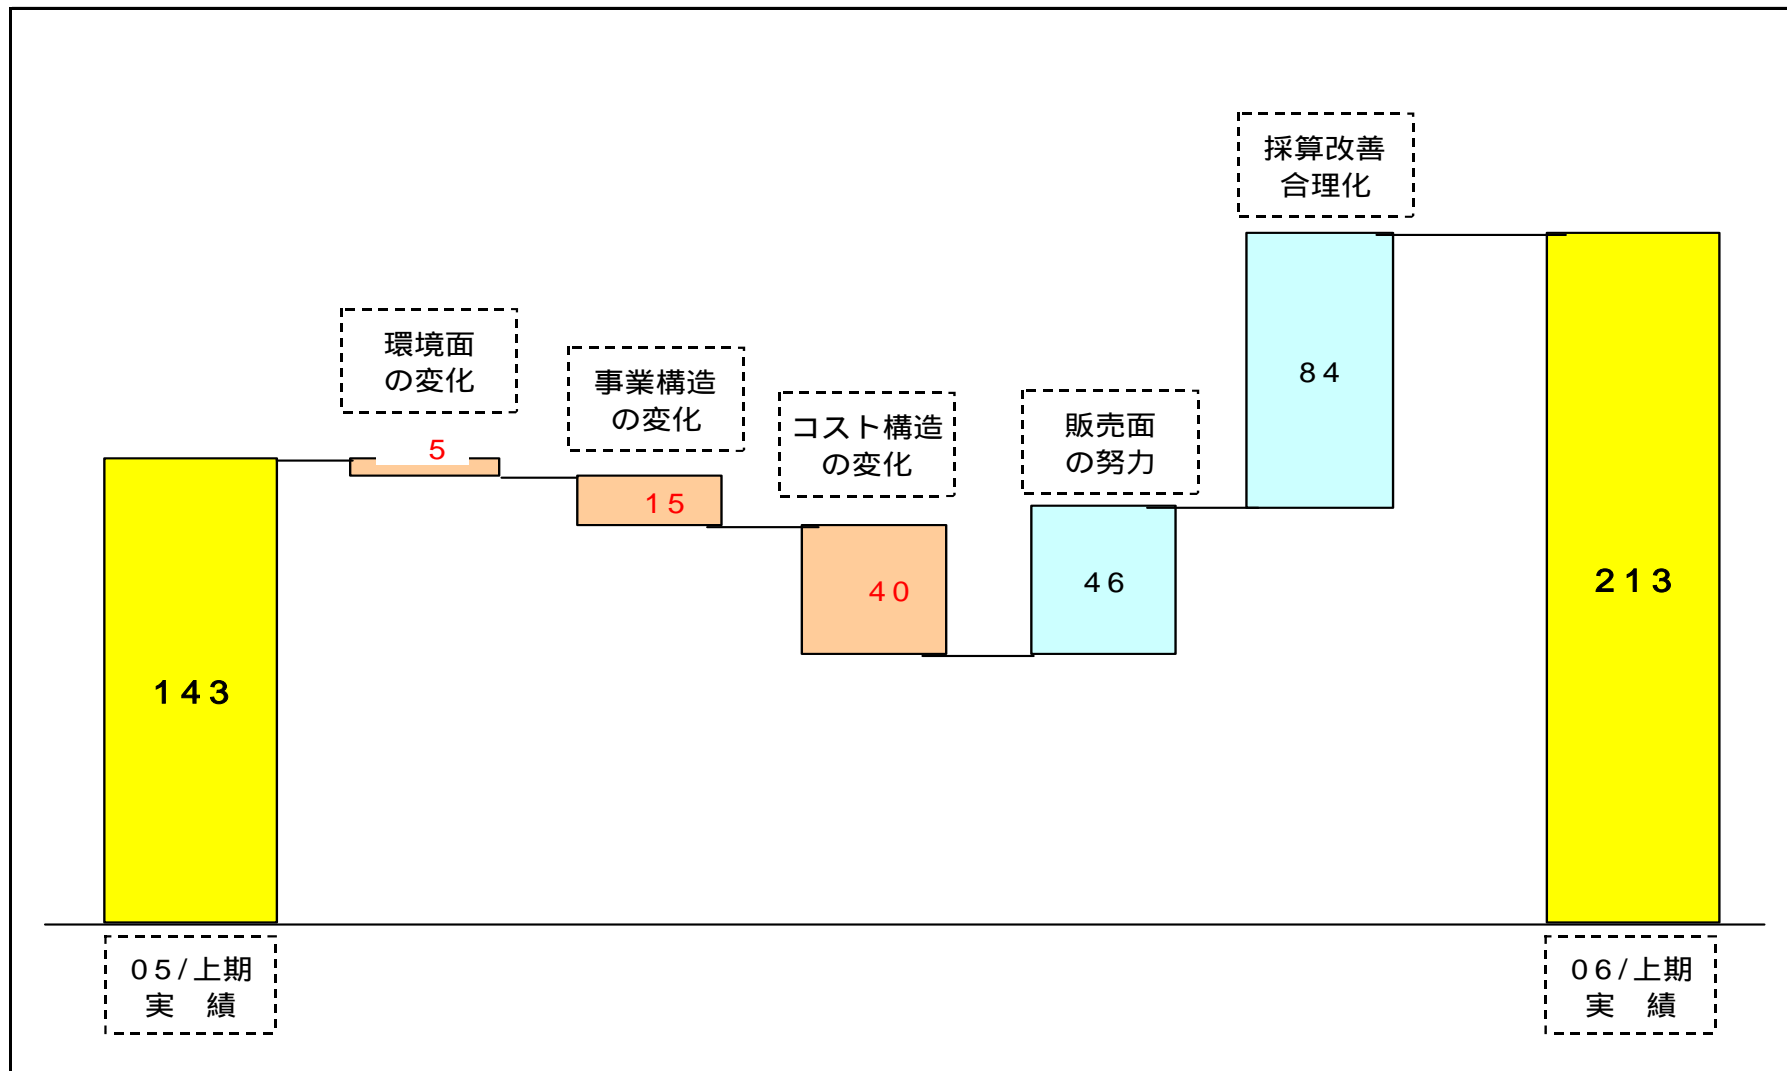 採算改善
合理化
環境面
の変化
5
事業構造
の変化
15
コスト構造
の変化
40
販売面
の努力
46
84
143
213
05/上期
実　績
06/上期
実　績